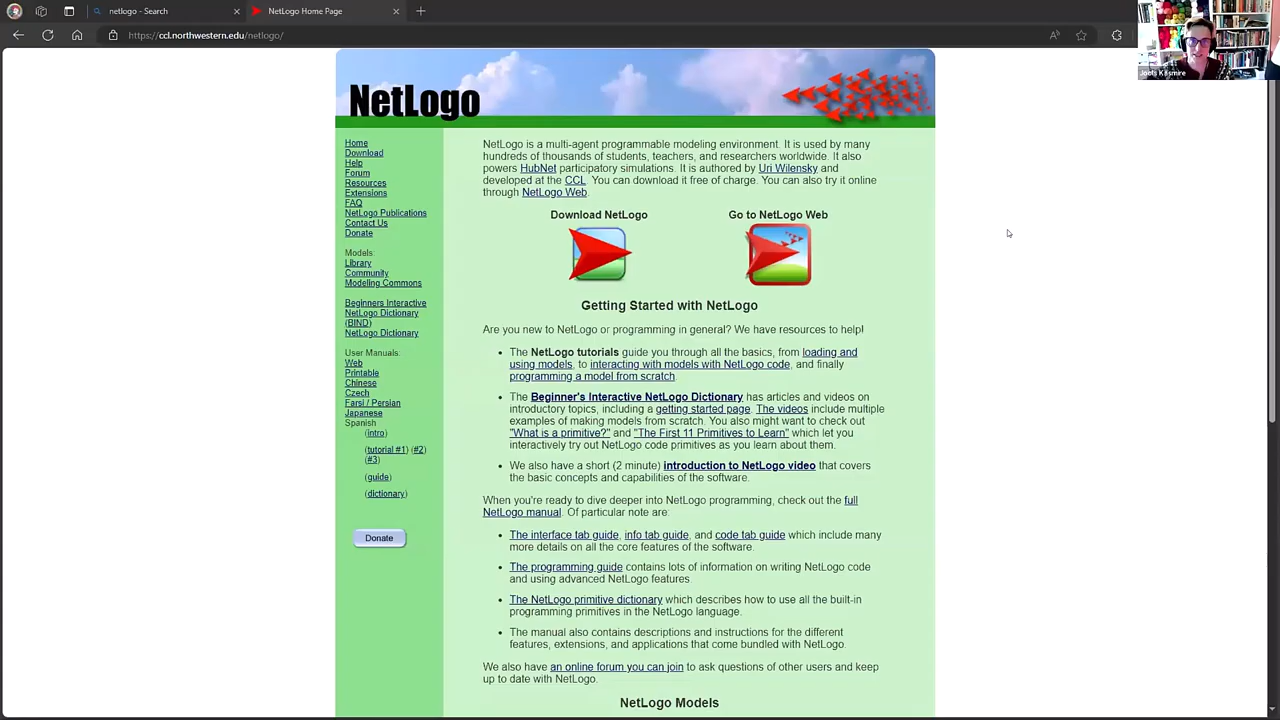 netlogo - Search
NetLogo Home Page
https://ccl.northwestern.edu/netlogo/
NetLogo
Home
Download
Help
Forum
Resources
Extensions
FAQ
NetLogo Publications
Contact Us
Donate
Models:
Library
Community
Modeling Commons
Beginners Interactive
NetLogo Dictionary
(BIND)
NetLogo Dictionary
User Manuals:
Web
Printable
Chinese
Czech
Farsi / Persian
Japanese
Spanish
(intro)
(tutorial #1) (#2)
(#3)
(guide)
(dictionary)
Donate
NetLogo is a multi-agent programmable modeling environment. It is used by many
hundreds of thousands of students, teachers, and researchers worldwide. It also
powers HubNet participatory simulations. It is authored by Uri Wilensky and
developed at the CCL. You can download it free of charge. You can also try it online
through NetLogo Web.
Download NetLogo
Go to NetLogo Web
Getting Started with NetLogo
Are you new to NetLogo or programming in general? We have resources to help!
• The NetLogo tutorials guide you through all the basics, from loading and
using models, to interacting with models with NetLogo code, and finally
programming a model from scratch.
• The Beginner's Interactive NetLogo Dictionary has articles and videos on
introductory topics, including a getting started page. The videos include multiple
examples of making models from scratch. You also might want to check out
"What is a primitive?" and "The First 11 Primitives to Learn" which let you
interactively try out NetLogo code primitives as you learn about them.
• We also have a short (2 minute) introduction to NetLogo video that covers
the basic concepts and capabilities of the software.
When you're ready to dive deeper into NetLogo programming, check out the full
NetLogo manual. Of particular note are:
• The interface tab guide, info tab guide, and code tab guide which include many
more details on all the core features of the software.
• The programming guide contains lots of information on writing NetLogo code
and using advanced NetLogo features.
• The NetLogo primitive dictionary which describes how to use all the built-in
programming primitives in the NetLogo language.
• The manual also contains descriptions and instructions for the different
features, extensions, and applications that come bundled with NetLogo.
We also have an online forum you can join to ask questions of other users and keep
up to date with NetLogo.
NetLogo Models